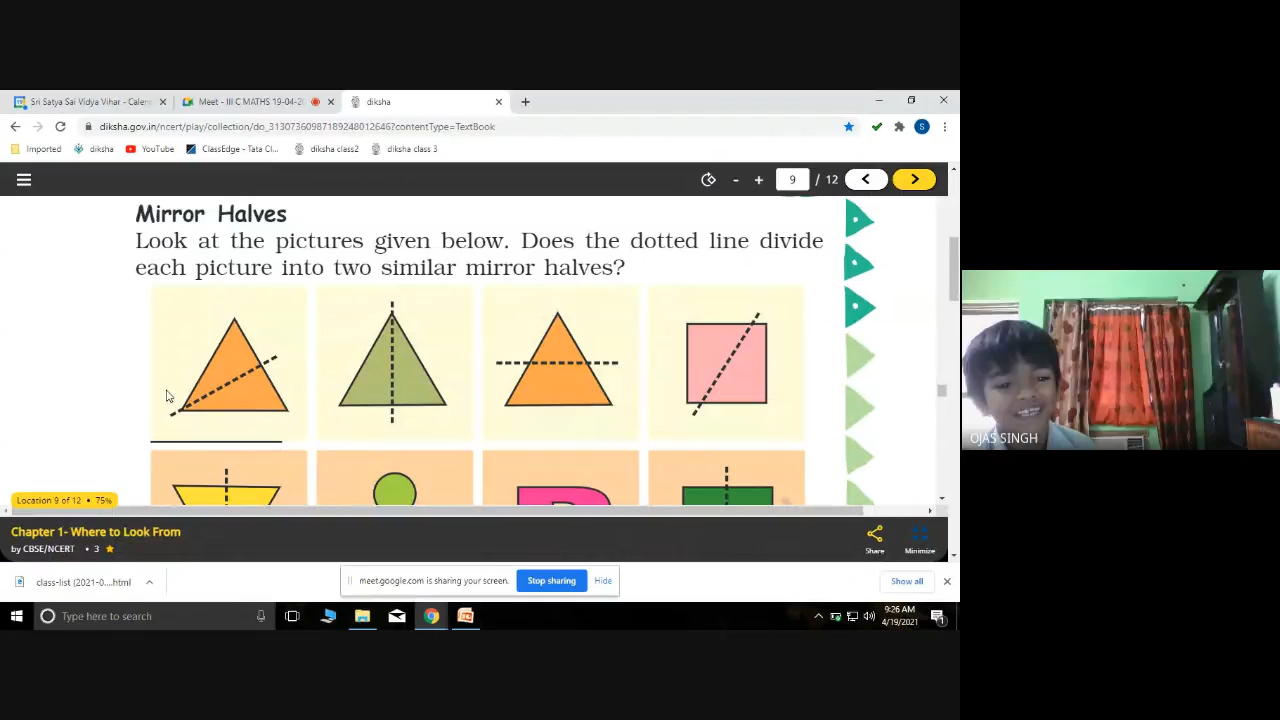 Sri Satya Sai Vidya Vihar - Calen
Meet - III C MATHS 19-04-20
diksha
diksha.gov.in/ncert/play/collection/do_31307360987189248012646?contentType=TextBook
Imported
diksha
YouTube
ClassEdge - Tata Cl...
diksha class2
diksha class 3
S
- + 9 / 12
Mirror Halves
Look at the pictures given below. Does the dotted line divide
each picture into two similar mirror halves?
OJAS SINGH
Location 9 of 12 • 75%
Chapter 1- Where to Look From
by CBSE/NCERT • 3
Share
Minimize
class-list (2021-0....html
meet.google.com is sharing your screen.
Stop sharing
Hide
Show all
Type here to search
9:26 AM
4/19/2021
1